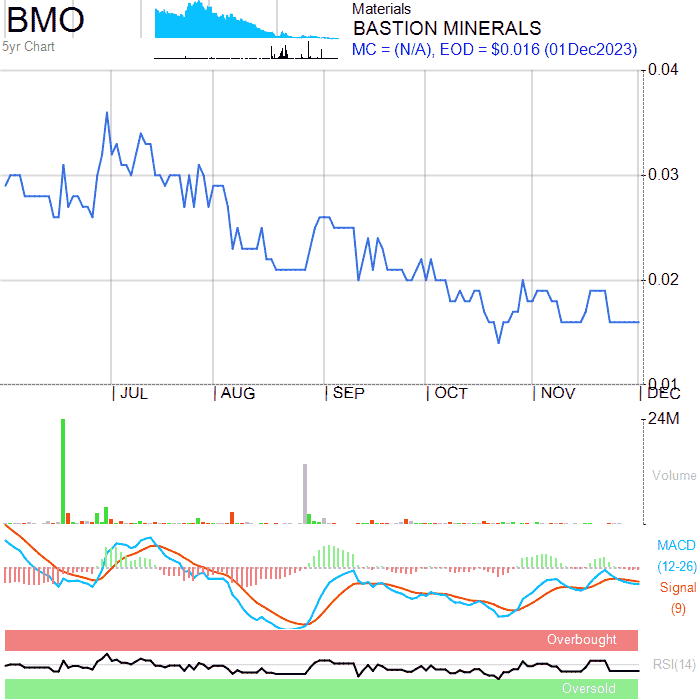 BMO
5yr Chart
Materials
BASTION MINERALS
MC = (N/A), EOD = $0.016 (01Dec2023)
0.04
0.03
0.02
0.01
JUL AUG SEP OCT NOV DEC
24M
Volume
MACD
(12-26)
Signal
(9)
Overbought
RSI(14)
Oversold